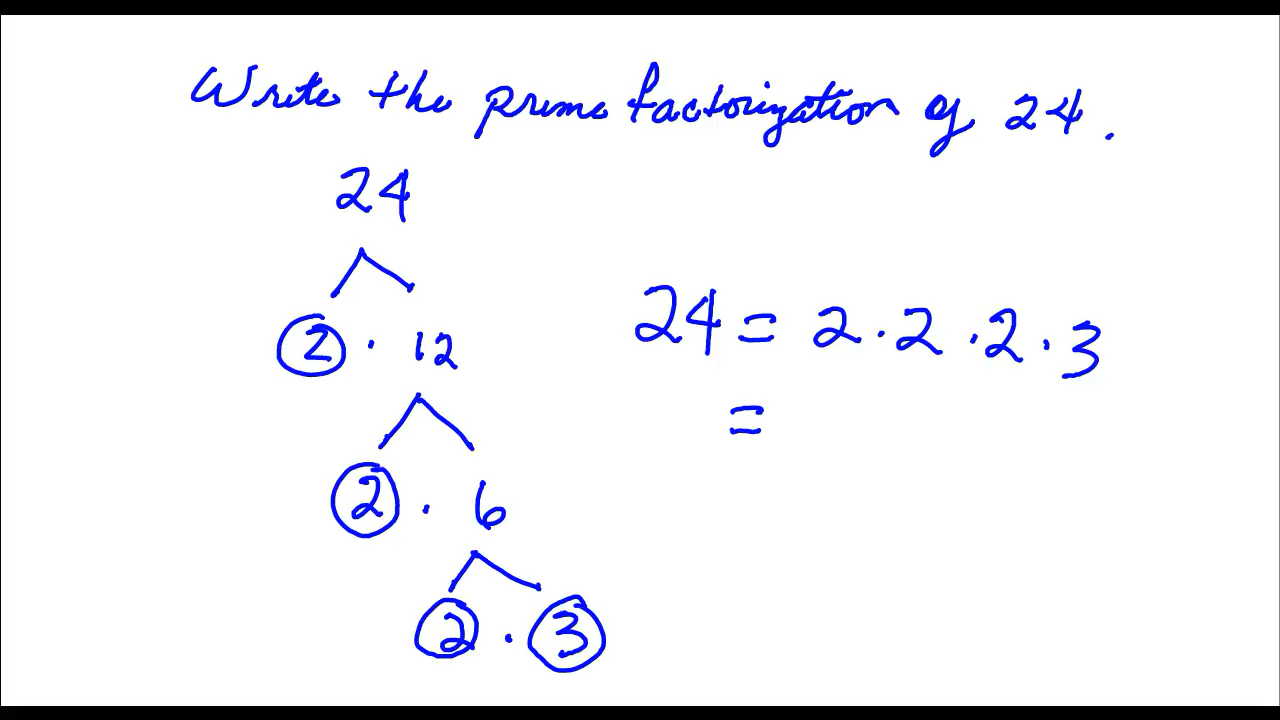 Write the prime factorization of 24.
24
2 · 12
24 = 2 · 2 · 2 · 3
=
2 · 6
2 · 3